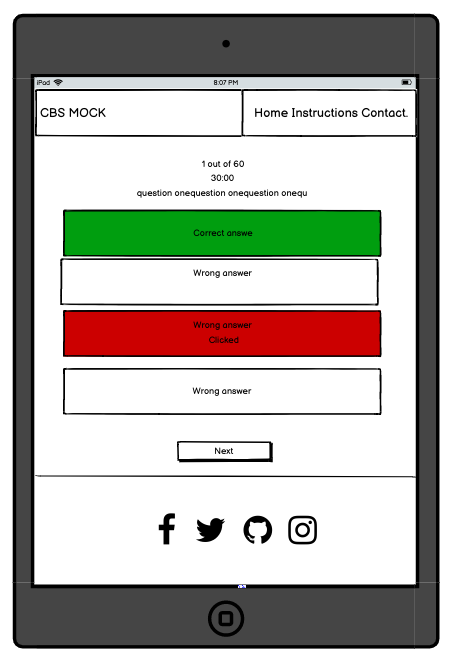 iPad 8:07 PM
CBS MOCK Home Instructions Contact.
1 out of 60
30:00
question onequestion onequestion onequ
Correct answe
Wrong answer
Wrong answer
Clicked
Wrong answer
Next